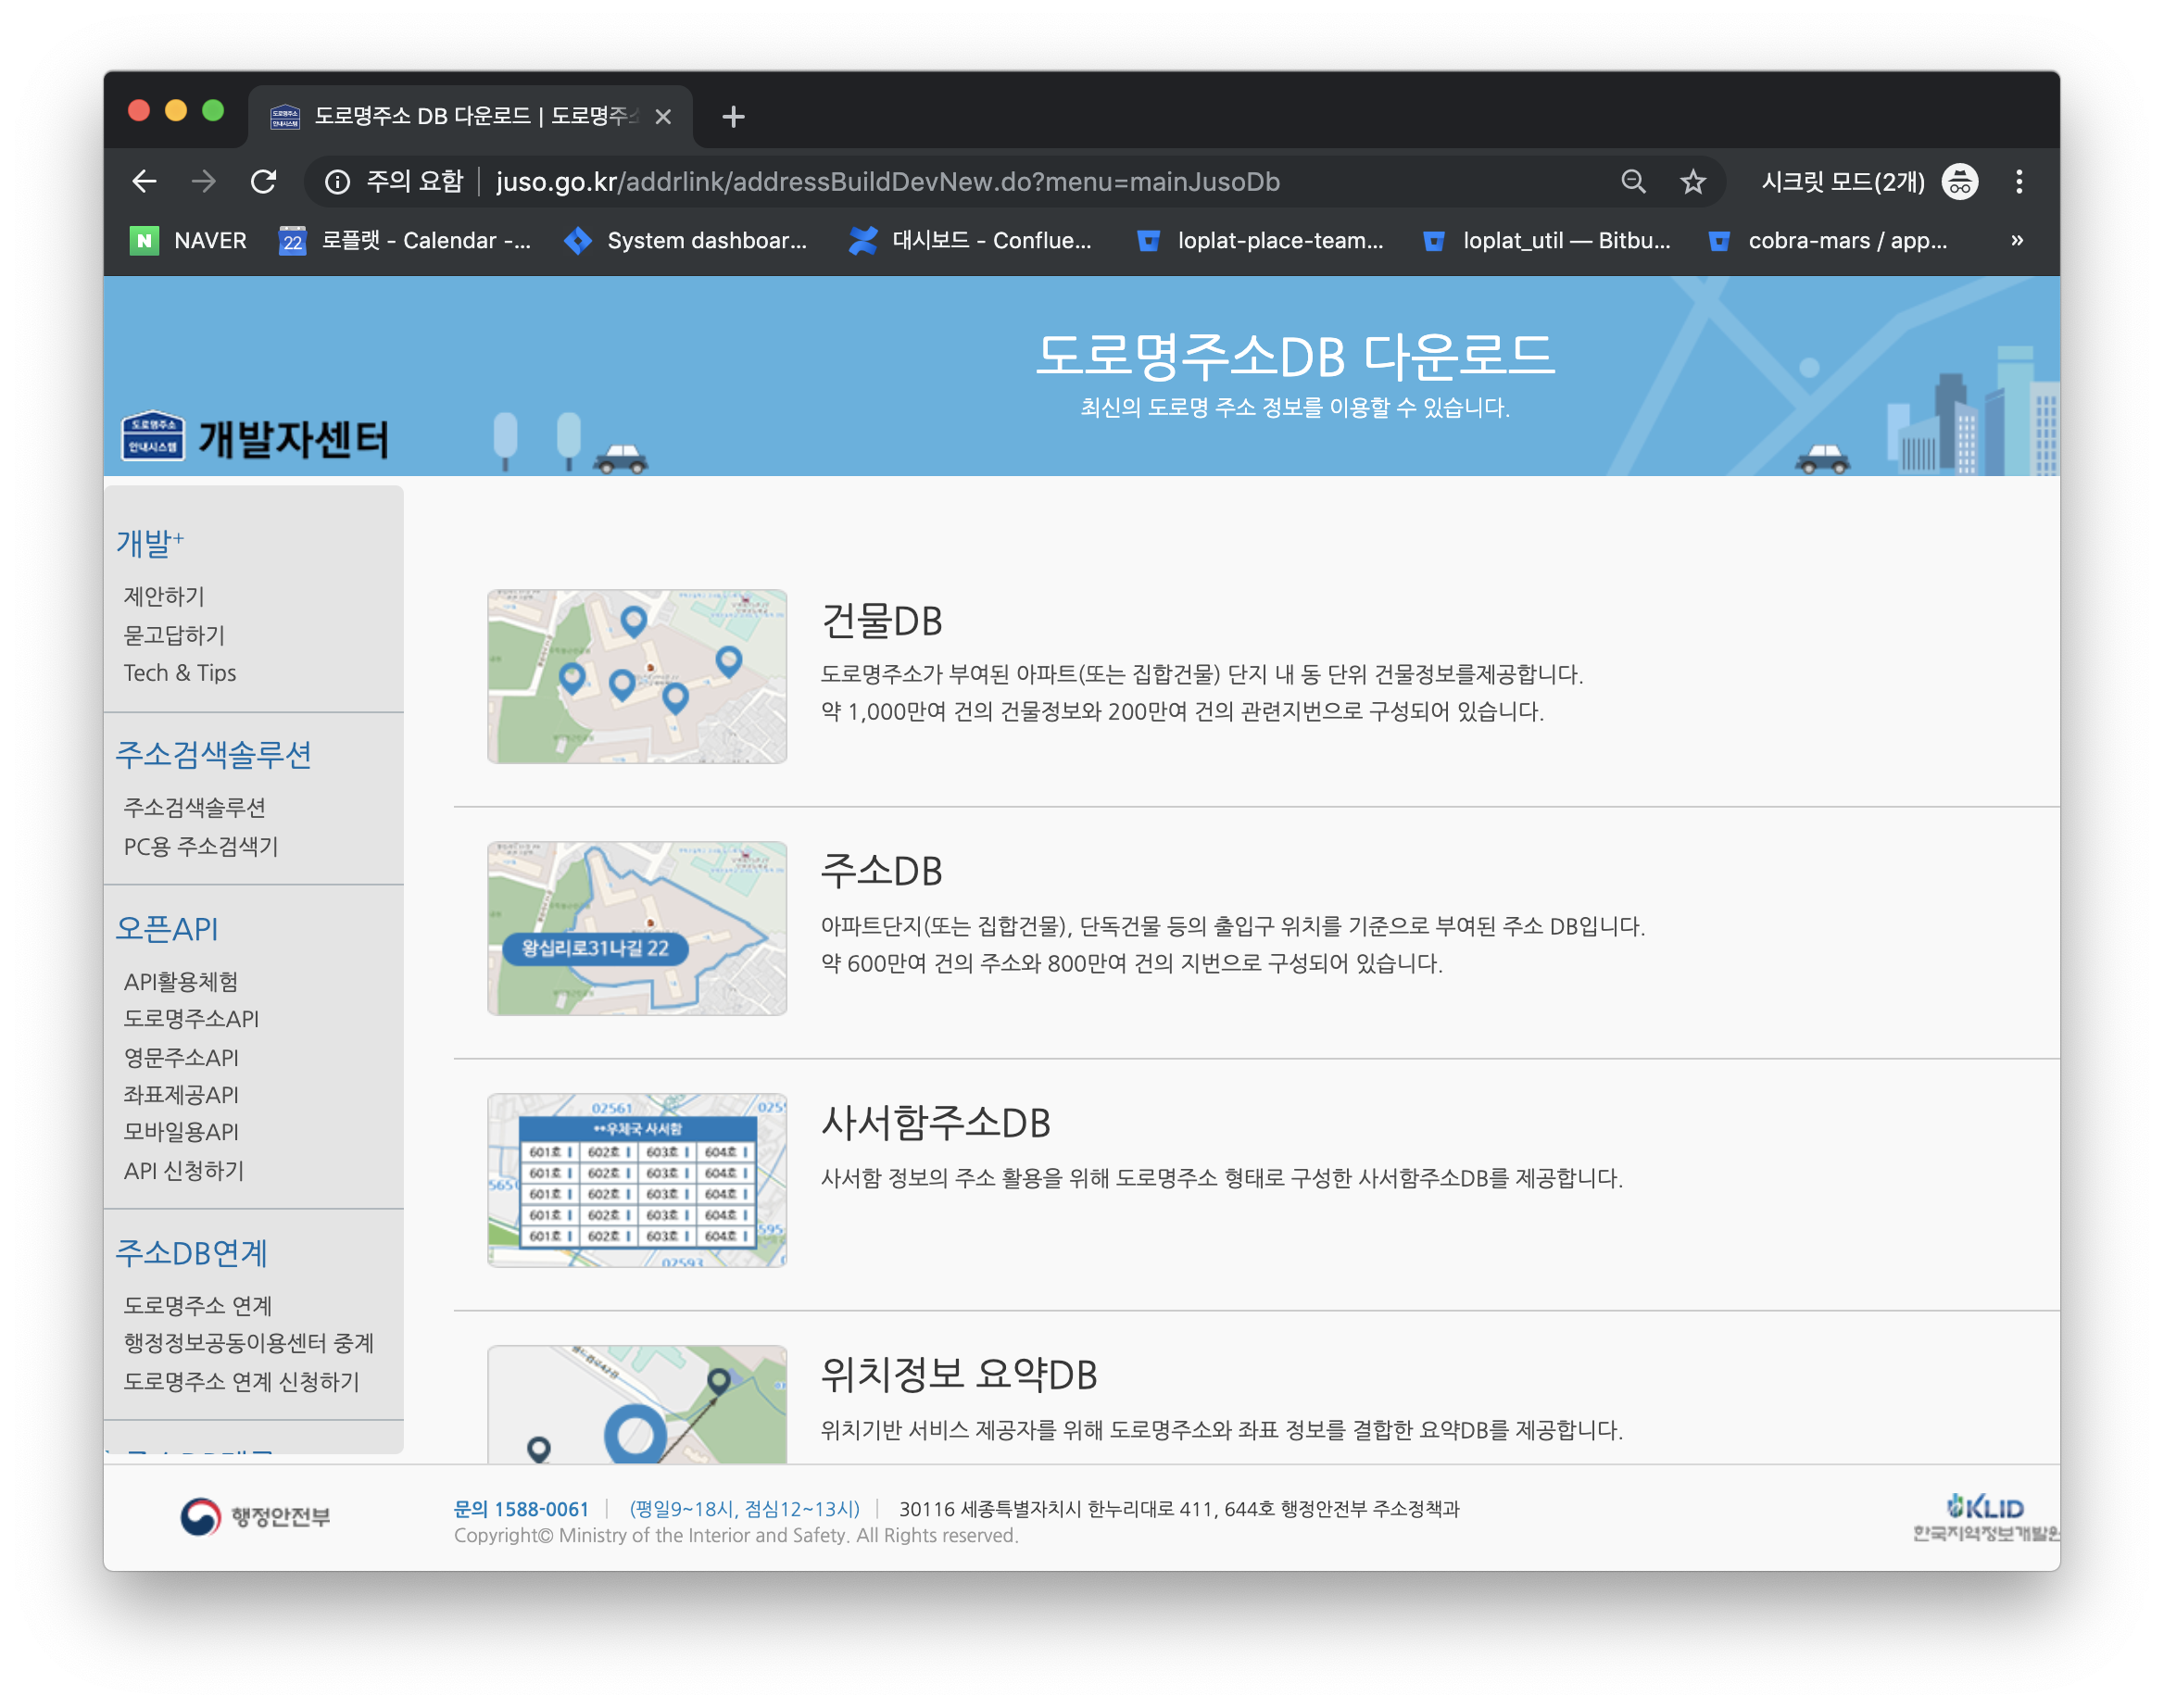 도로명주소 DB 다운로드 | 도로명주
주의 요함
juso.go.kr/addrlink/addressBuildDevNew.do?menu=mainJusoDb
시크릿 모드(2개)
NAVER
22
로플랫 - Calendar -...
System dashboar...
대시보드 - Conflue...
loplat-place-team...
loplat_util — Bitbu...
cobra-mars / app...
»
도로명주소DB 다운로드
최신의 도로명 주소 정보를 이용할 수 있습니다.
도로명주소
안내시스템
개발자센터
개발+
제안하기
묻고답하기
Tech & Tips
주소검색솔루션
주소검색솔루션
PC용 주소검색기
오픈API
API활용체험
도로명주소API
영문주소API
좌표제공API
모바일용API
API 신청하기
주소DB연계
도로명주소 연계
행정정보공동이용센터 중계
도로명주소 연계 신청하기
건물DB
도로명주소가 부여된 아파트(또는 집합건물) 단지 내 동 단위 건물정보를제공합니다.
약 1,000만여 건의 건물정보와 200만여 건의 관련지번으로 구성되어 있습니다.
왕십리로31나길 22
주소DB
아파트단지(또는 집합건물), 단독건물 등의 출입구 위치를 기준으로 부여된 주소 DB입니다.
약 600만여 건의 주소와 800만여 건의 지번으로 구성되어 있습니다.
02561
**우체국 사서함
601호 602호 603호 604호
601호 602호 603호 604호
601호 602호 603호 604호
601호 602호 603호 604호
601호 602호 603호 604호
02593
사서함주소DB
사서함 정보의 주소 활용을 위해 도로명주소 형태로 구성한 사서함주소DB를 제공합니다.
위치정보 요약DB
위치기반 서비스 제공자를 위해 도로명주소와 좌표 정보를 결합한 요약DB를 제공합니다.
행정안전부
문의 1588-0061 | (평일9~18시, 점심12~13시) | 30116 세종특별자치시 한누리대로 411, 644호 행정안전부 주소정책과
Copyright© Ministry of the Interior and Safety. All Rights reserved.
KLID
한국지역정보개발원